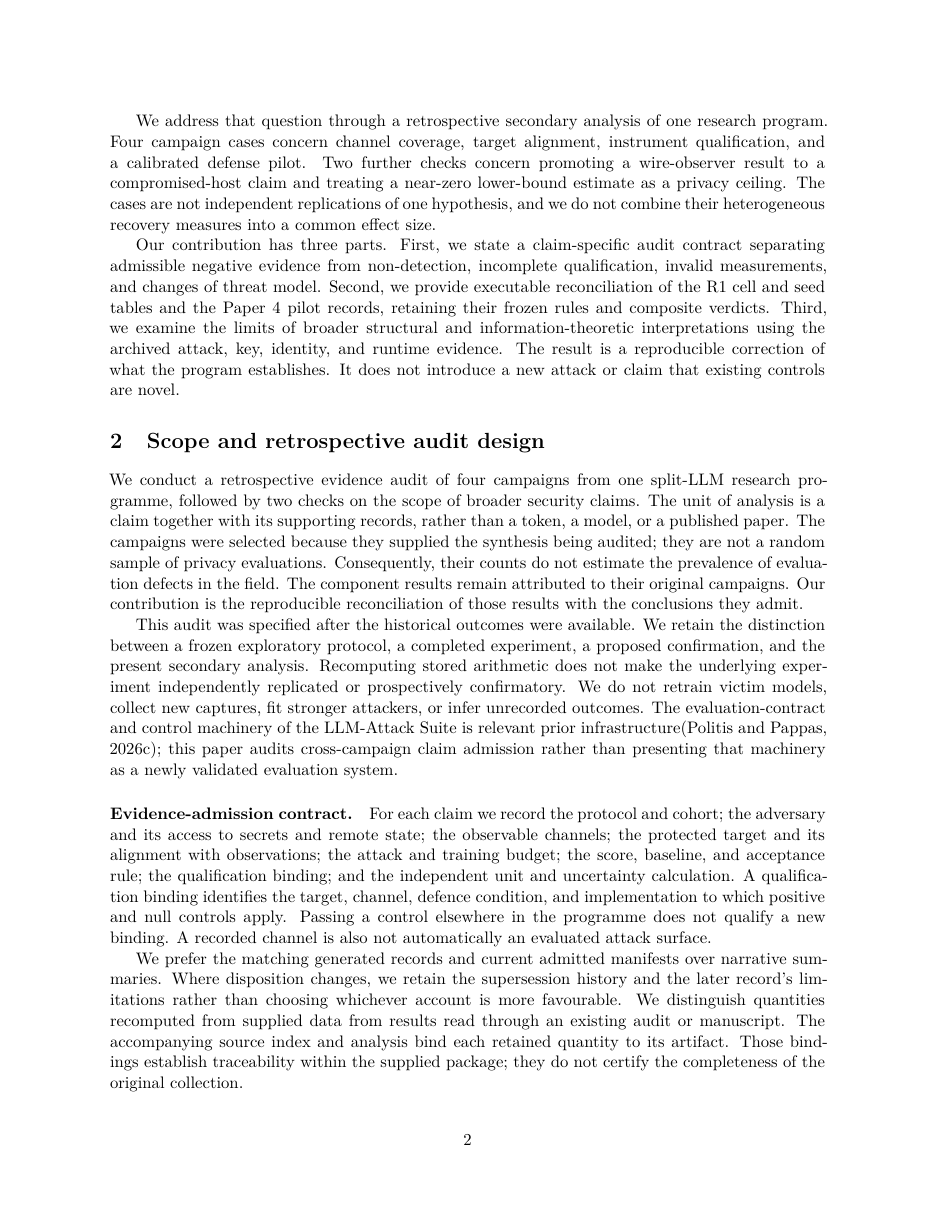 We address that question through a retrospective secondary analysis of one research program.
Four campaign cases concern channel coverage, target alignment, instrument qualification, and
a calibrated defense pilot. Two further checks concern promoting a wire-observer result to a
compromised-host claim and treating a near-zero lower-bound estimate as a privacy ceiling. The
cases are not independent replications of one hypothesis, and we do not combine their heterogeneous
recovery measures into a common effect size.
Our contribution has three parts. First, we state a claim-specific audit contract separating
admissible negative evidence from non-detection, incomplete qualification, invalid measurements,
and changes of threat model. Second, we provide executable reconciliation of the R1 cell and seed
tables and the Paper 4 pilot records, retaining their frozen rules and composite verdicts. Third,
we examine the limits of broader structural and information-theoretic interpretations using the
archived attack, key, identity, and runtime evidence. The result is a reproducible correction of
what the program establishes. It does not introduce a new attack or claim that existing controls
are novel.
2 Scope and retrospective audit design
We conduct a retrospective evidence audit of four campaigns from one split-LLM research pro-
gramme, followed by two checks on the scope of broader security claims. The unit of analysis is a
claim together with its supporting records, rather than a token, a model, or a published paper. The
campaigns were selected because they supplied the synthesis being audited; they are not a random
sample of privacy evaluations. Consequently, their counts do not estimate the prevalence of evalua-
tion defects in the field. The component results remain attributed to their original campaigns. Our
contribution is the reproducible reconciliation of those results with the conclusions they admit.
This audit was specified after the historical outcomes were available. We retain the distinction
between a frozen exploratory protocol, a completed experiment, a proposed confirmation, and the
present secondary analysis. Recomputing stored arithmetic does not make the underlying exper-
iment independently replicated or prospectively confirmatory. We do not retrain victim models,
collect new captures, fit stronger attackers, or infer unrecorded outcomes. The evaluation-contract
and control machinery of the LLM-Attack Suite is relevant prior infrastructure(Politis and Pappas,
2026c); this paper audits cross-campaign claim admission rather than presenting that machinery
as a newly validated evaluation system.
Evidence-admission contract. For each claim we record the protocol and cohort; the adversary
and its access to secrets and remote state; the observable channels; the protected target and its
alignment with observations; the attack and training budget; the score, baseline, and acceptance
rule; the qualification binding; and the independent unit and uncertainty calculation. A qualifica-
tion binding identifies the target, channel, defence condition, and implementation to which positive
and null controls apply. Passing a control elsewhere in the programme does not qualify a new
binding. A recorded channel is also not automatically an evaluated attack surface.
We prefer the matching generated records and current admitted manifests over narrative sum-
maries. Where disposition changes, we retain the supersession history and the later record's lim-
itations rather than choosing whichever account is more favourable. We distinguish quantities
recomputed from supplied data from results read through an existing audit or manuscript. The
accompanying source index and analysis bind each retained quantity to its artifact. Those bind-
ings establish traceability within the supplied package; they do not certify the completeness of the
original collection.
2